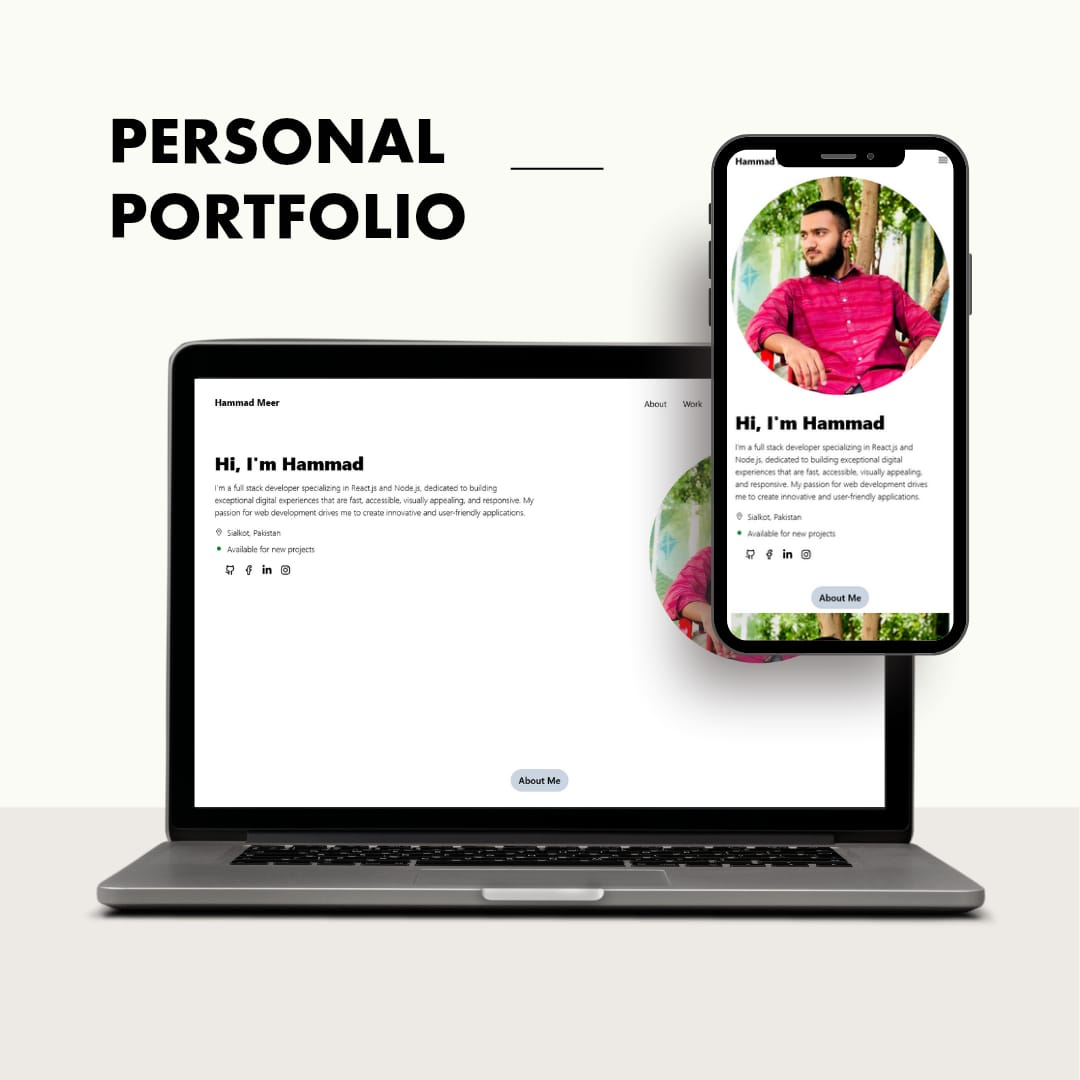 PERSONAL
PORTFOLIO
Hammad Meer
About
Work
Hi, I'm Hammad
I'm a full stack developer specializing in React.js and Node.js, dedicated to building
exceptional digital experiences that are fast, accessible, visually appealing, and responsive. My
passion for web development drives me to create innovative and user-friendly applications.
Sialkot, Pakistan
Available for new projects
About Me
Hammad
Hi, I'm Hammad
I'm a full stack developer specializing in React.js and
Node.js, dedicated to building exceptional digital
experiences that are fast, accessible, visually appealing,
and responsive. My passion for web development drives
me to create innovative and user-friendly applications.
Sialkot, Pakistan
Available for new projects
About Me